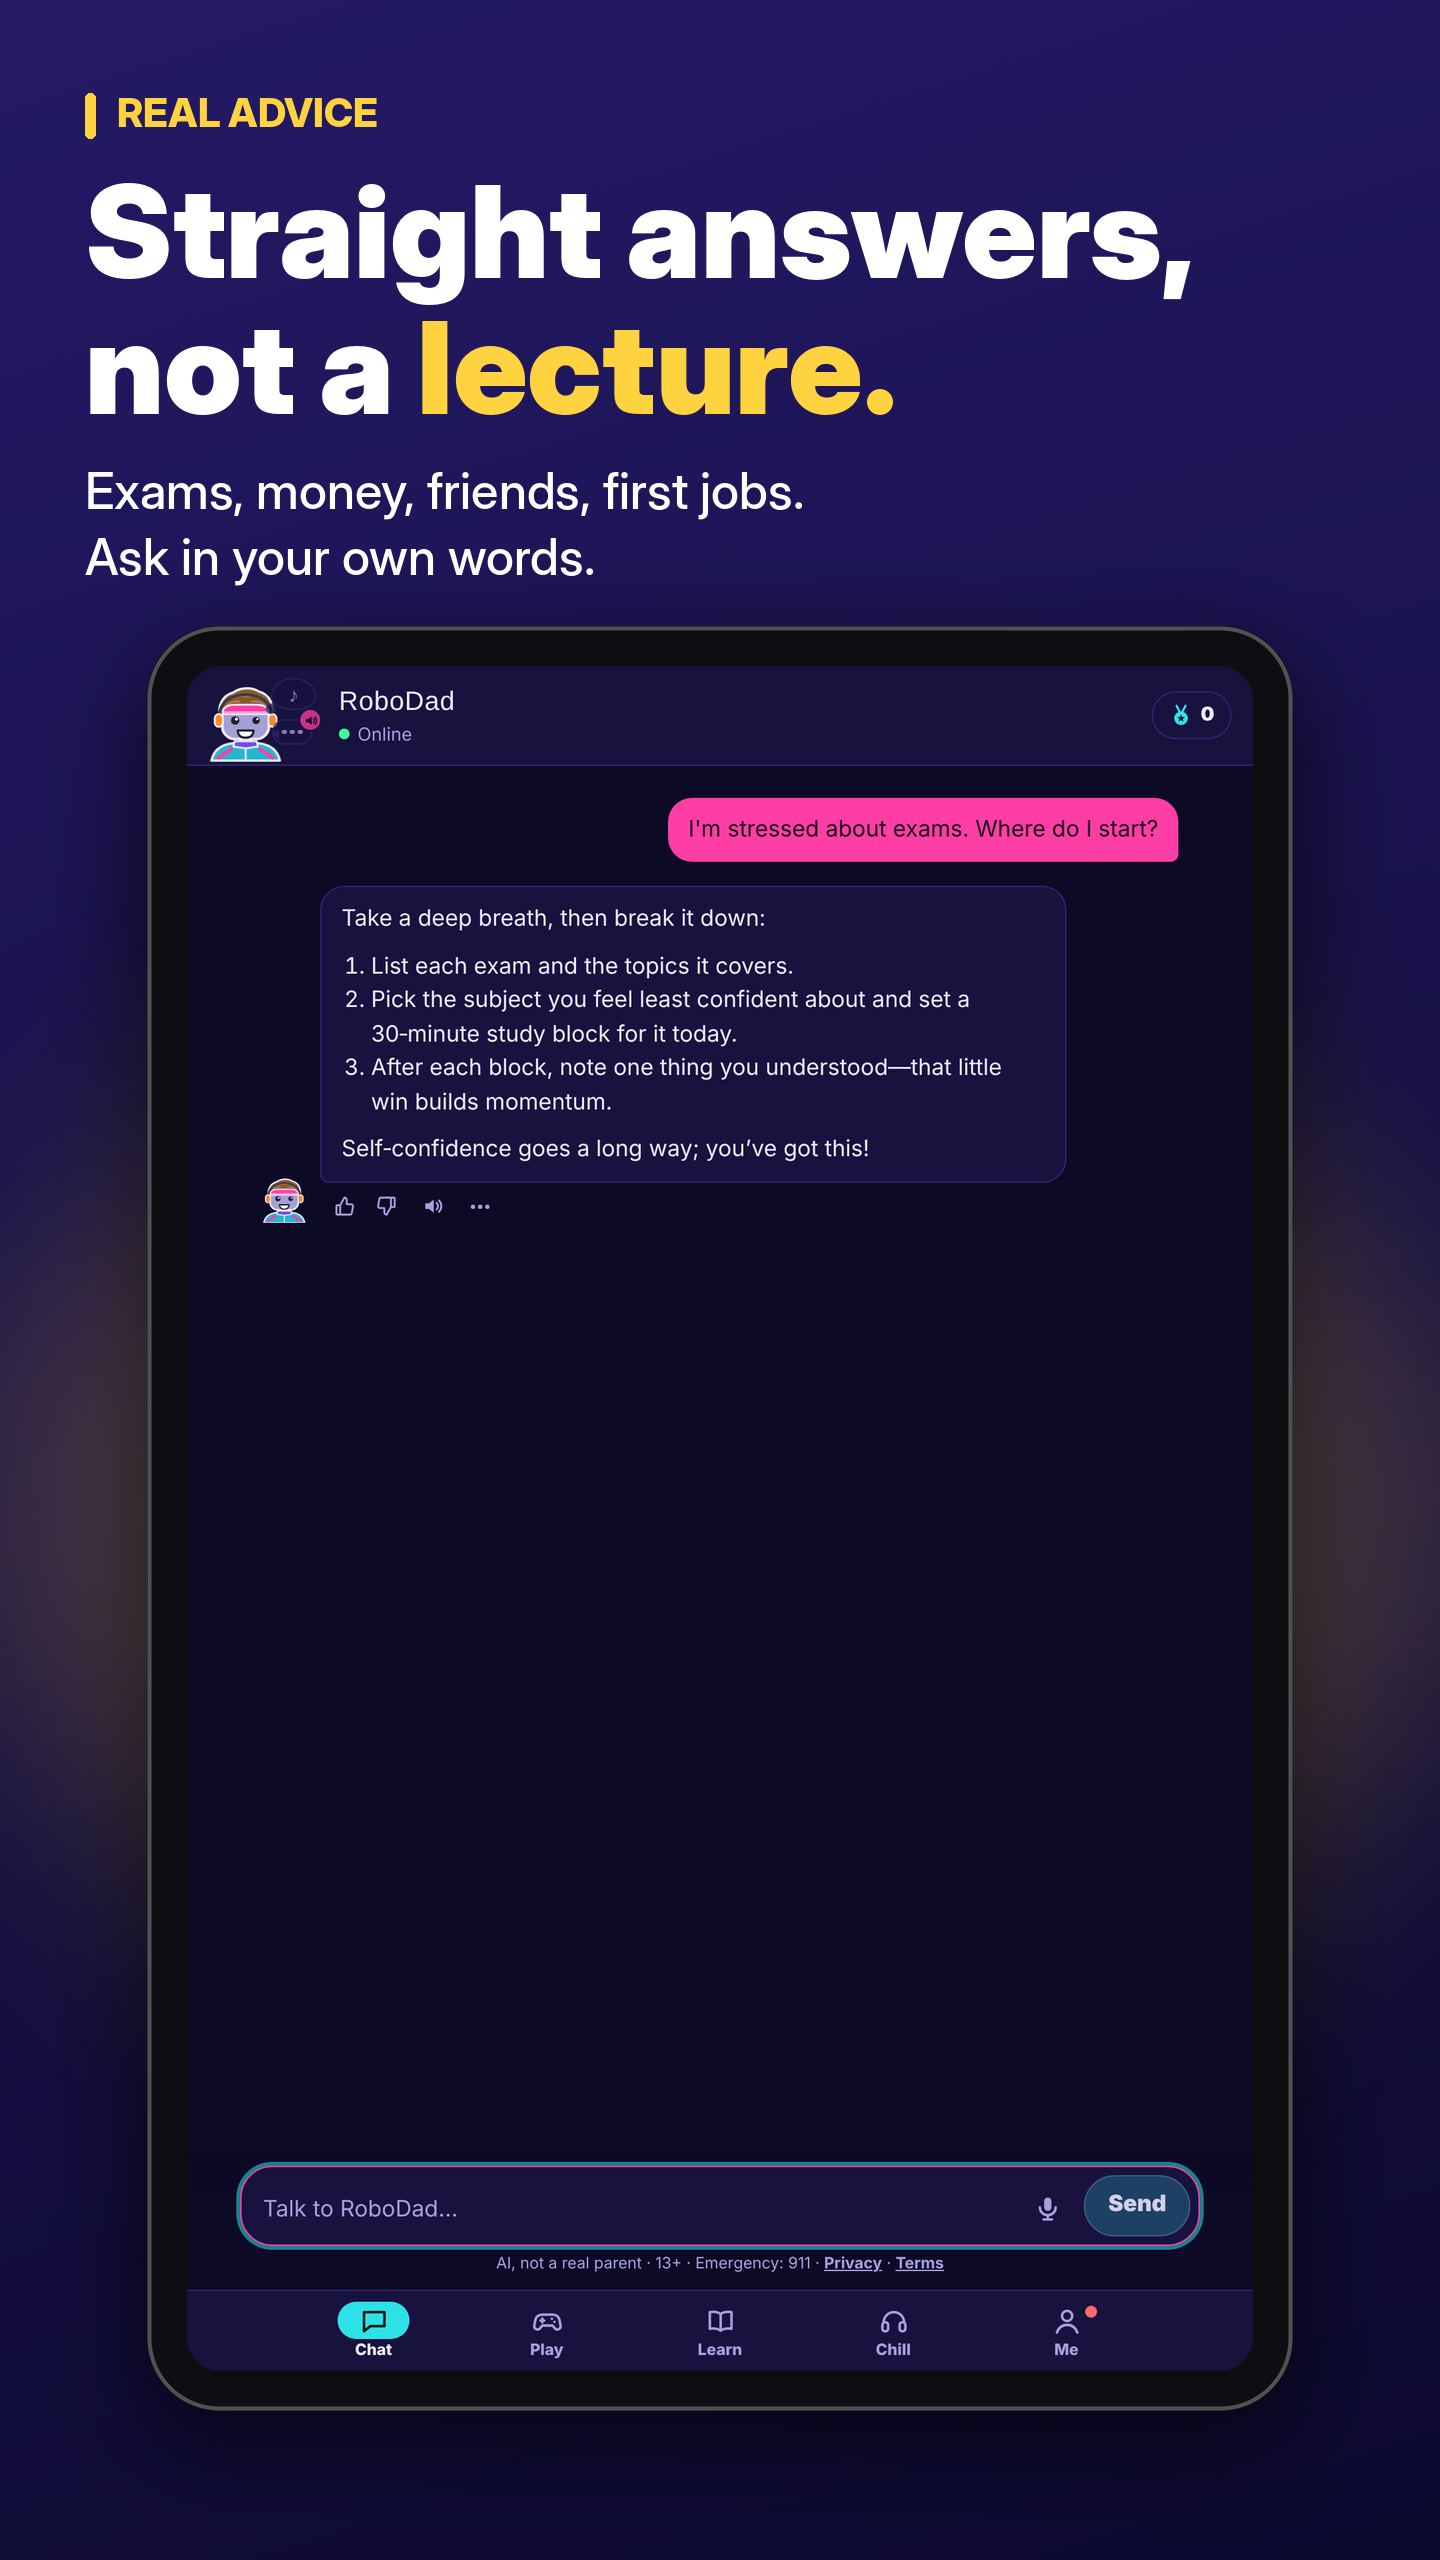 REAL ADVICE
Straight answers,
not a lecture.
Exams, money, friends, first jobs.
Ask in your own words.
RoboDad
Online
0
I'm stressed about exams. Where do I start?
Take a deep breath, then break it down:
1. List each exam and the topics it covers.
2. Pick the subject you feel least confident about and set a
30-minute study block for it today.
3. After each block, note one thing you understood—that little
win builds momentum.
Self-confidence goes a long way; you’ve got this!
Talk to RoboDad...
Send
AI, not a real parent · 13+ · Emergency: 911 · Privacy · Terms
Chat
Play
Learn
Chill
Me